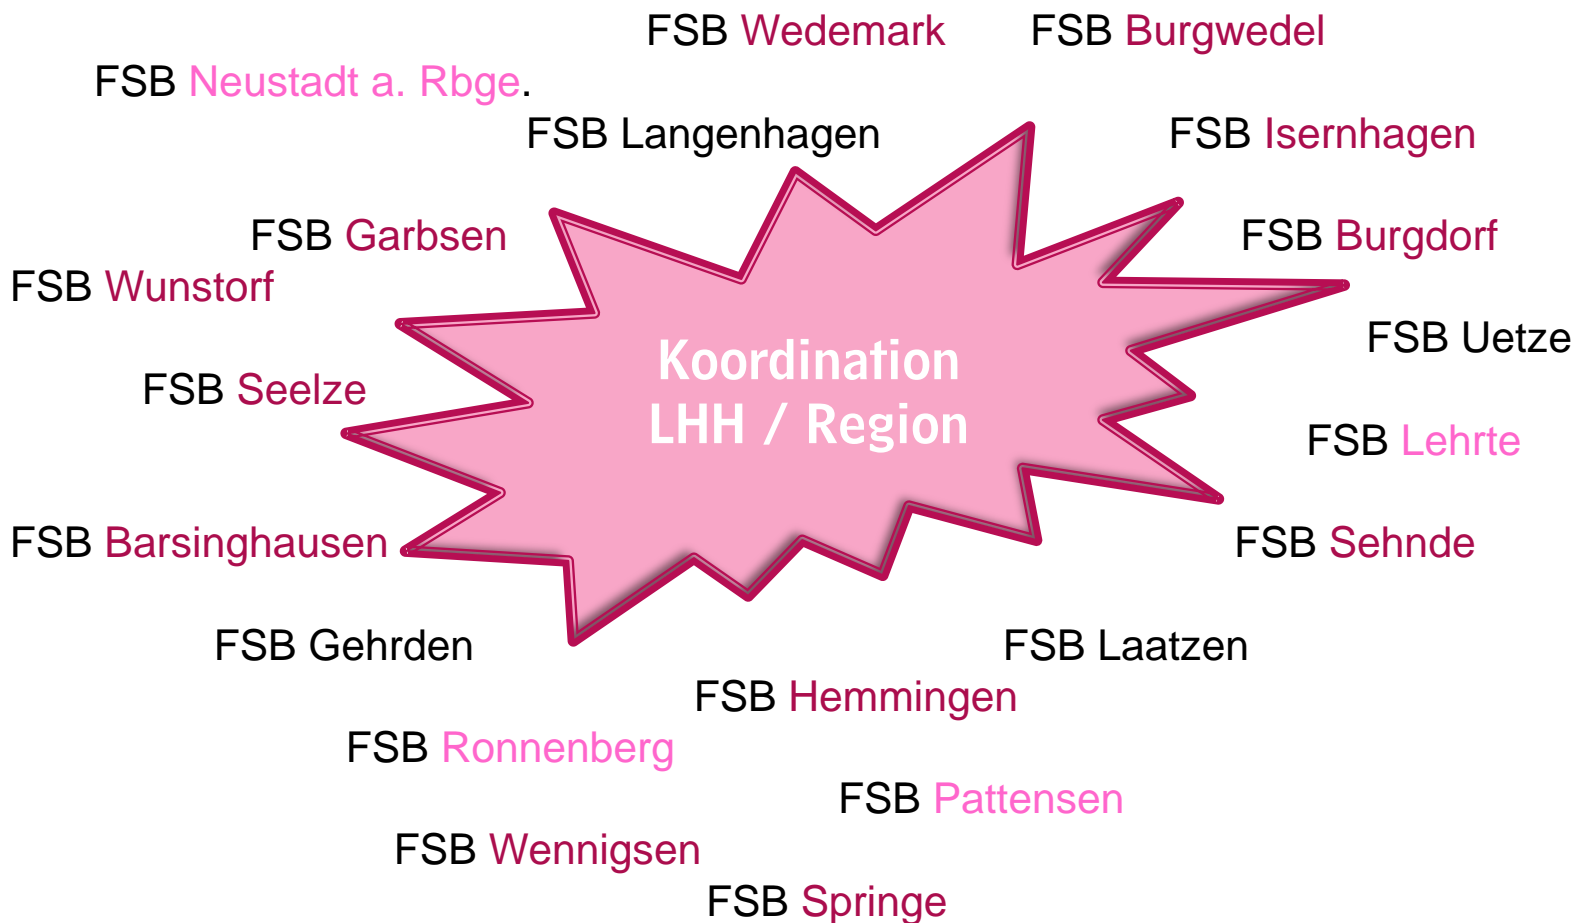 FSB Wedemark
FSB Burgwedel
FSB Neustadt a. Rbge.
FSB Langenhagen
FSB Isernhagen
FSB Garbsen
FSB Burgdorf
FSB Wunstorf
FSB Uetze
Koordination
LHH / Region
FSB Seelze
FSB Lehrte
FSB Barsinghausen
FSB Sehnde
FSB Gehrden
FSB Laatzen
FSB Hemmingen
FSB Ronnenberg
FSB Pattensen
FSB Wennigsen
FSB Springe